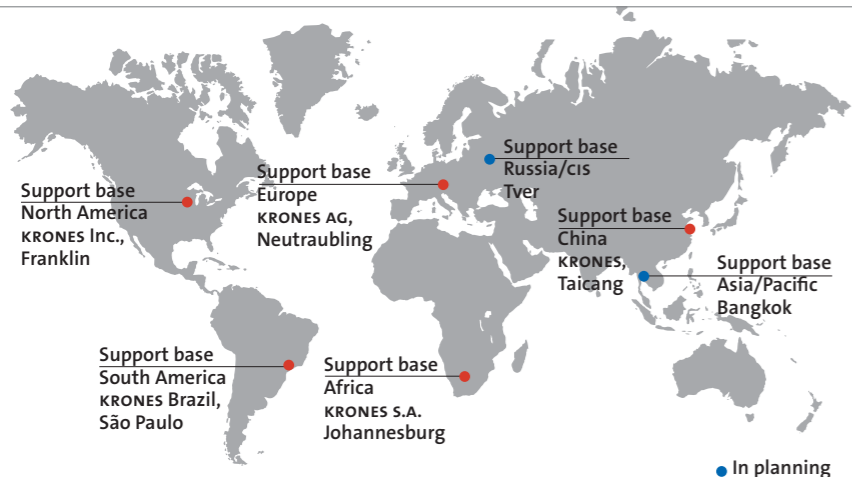 Support base
North America
KRONES Inc.,
Franklin
Support base
Europe
KRONES AG,
Neutraubling
Support base
Russia/CIS
Tver
Support base
China
KRONES,
Taicang
Support base
Asia/Pacific
Bangkok
Support base
South America
KRONES Brazil,
São Paulo
Support base
Africa
KRONES S.A.
Johannesburg
In planning